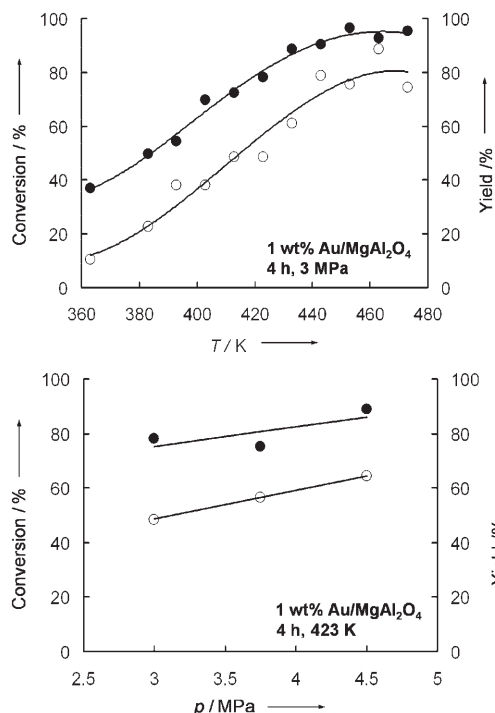 100
80
60
40
20
0
Conversion / %
100
80
60
40
20
0
Yield /%
1 wt% Au/MgAl₂O₄
4 h, 3 MPa
360 380 400 420 440 460 480
T / K
100
80
60
40
20
0
Conversion / %
100
80
60
40
20
0
Yield /%
1 wt% Au/MgAl₂O₄
4 h, 423 K
2.5 3 3.5 4 4.5 5
p / MPa